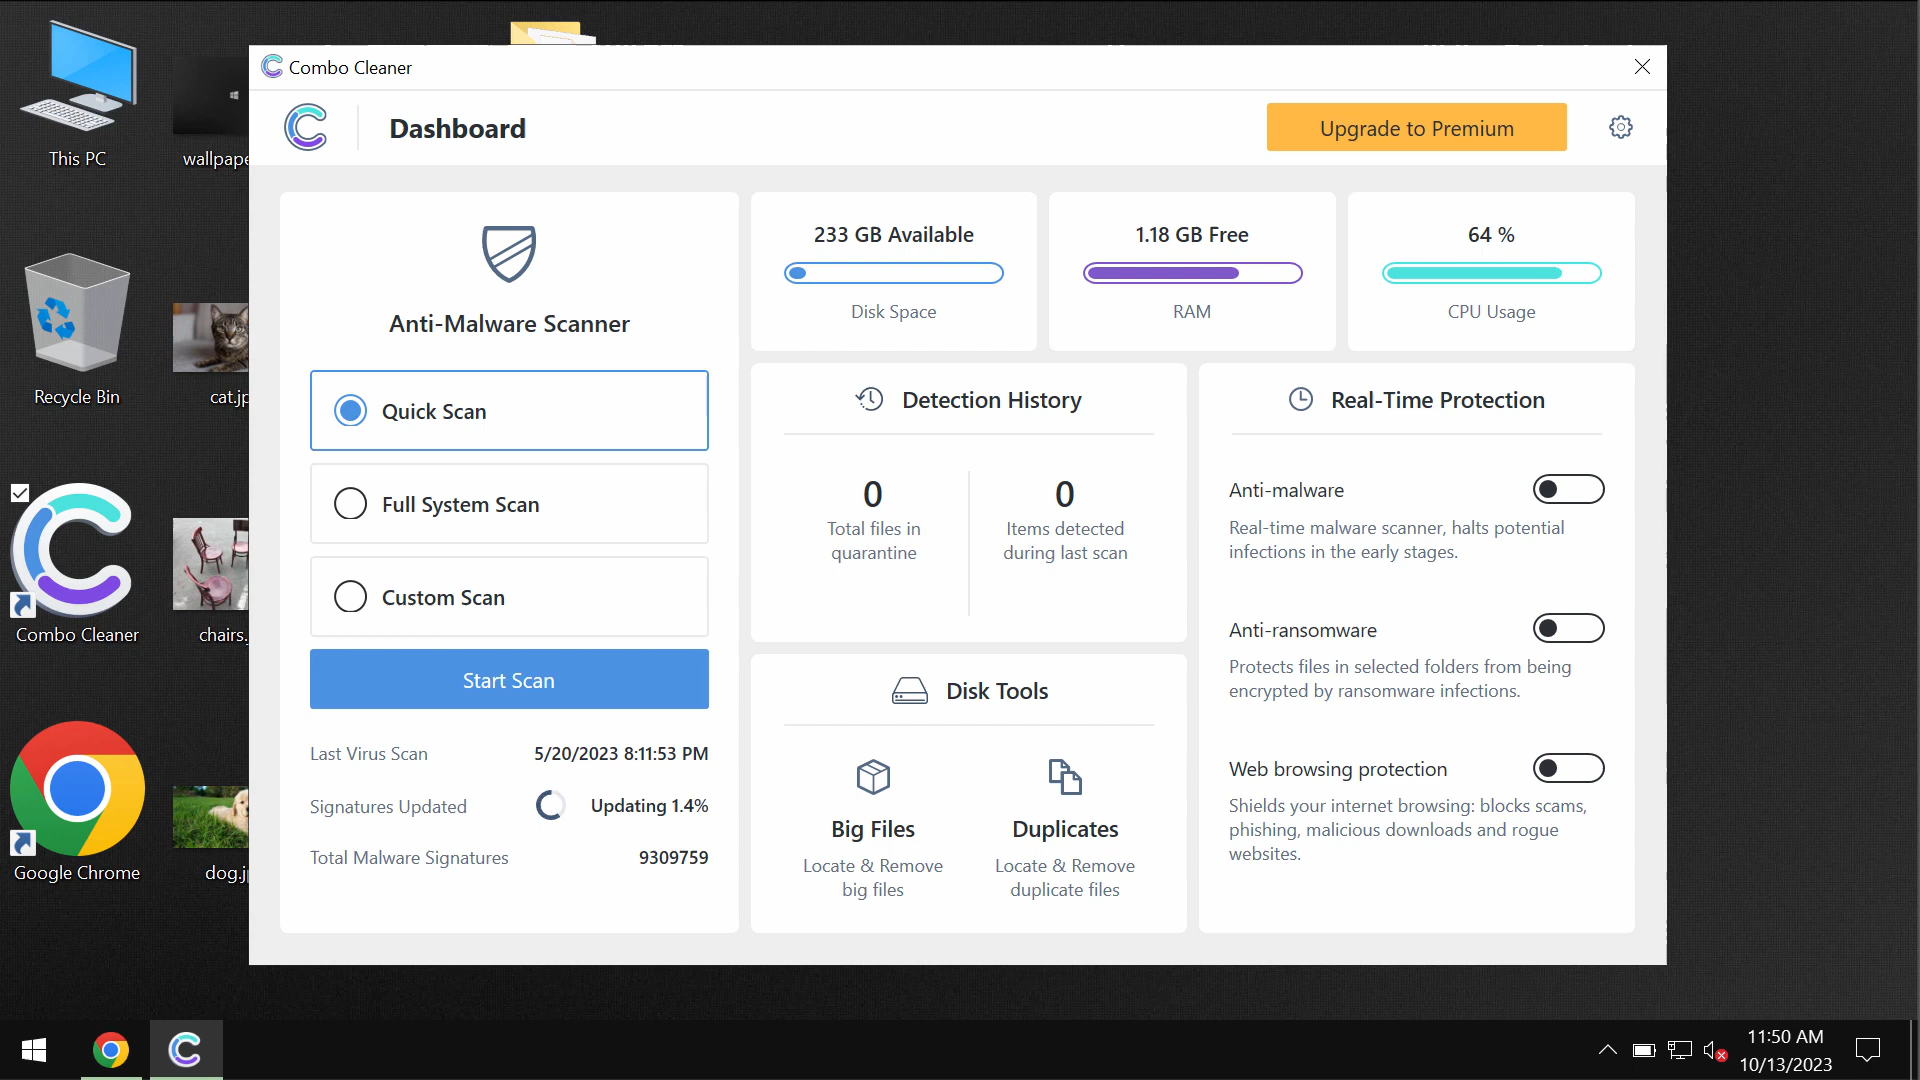 Combo Cleaner
Dashboard
Upgrade to Premium
This PC
Recycle Bin
cat.jp
Combo Cleaner
chairs.
Google Chrome
dog.j
Anti-Malware Scanner
Quick Scan
Full System Scan
Custom Scan
Start Scan
Last Virus Scan 5/20/2023 8:11:53 PM
Signatures Updated Updating 1.4%
Total Malware Signatures 9309759
233 GB Available
Disk Space
1.18 GB Free
RAM
64 %
CPU Usage
Detection History
0
Total files in
quarantine
0
Items detected
during last scan
Disk Tools
Big Files
Locate & Remove
big files
Duplicates
Locate & Remove
duplicate files
Real-Time Protection
Anti-malware
Real-time malware scanner, halts potential
infections in the early stages.
Anti-ransomware
Protects files in selected folders from being
encrypted by ransomware infections.
Web browsing protection
Shields your internet browsing: blocks scams,
phishing, malicious downloads and rogue
websites.
11:50 AM
10/13/2023